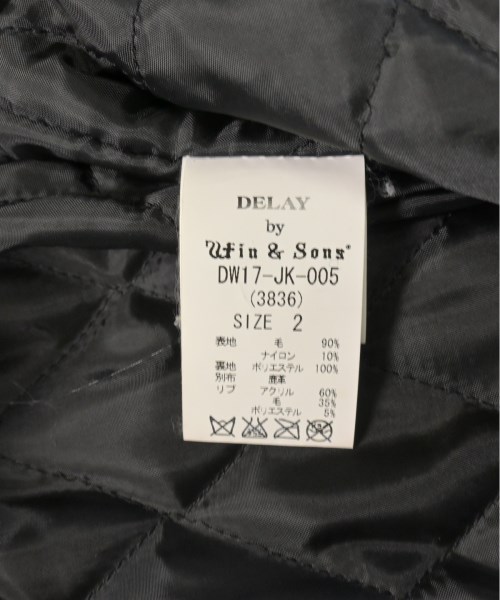 DELAY
by
Win & Sons®
DW17-JK-005
(3836)
SIZE 2
表地 毛 90%
ナイロン 10%
裏地 ポリエステル 100%
別布 鹿革
リブ アクリル 60%
毛 35%
ポリエステル 5%